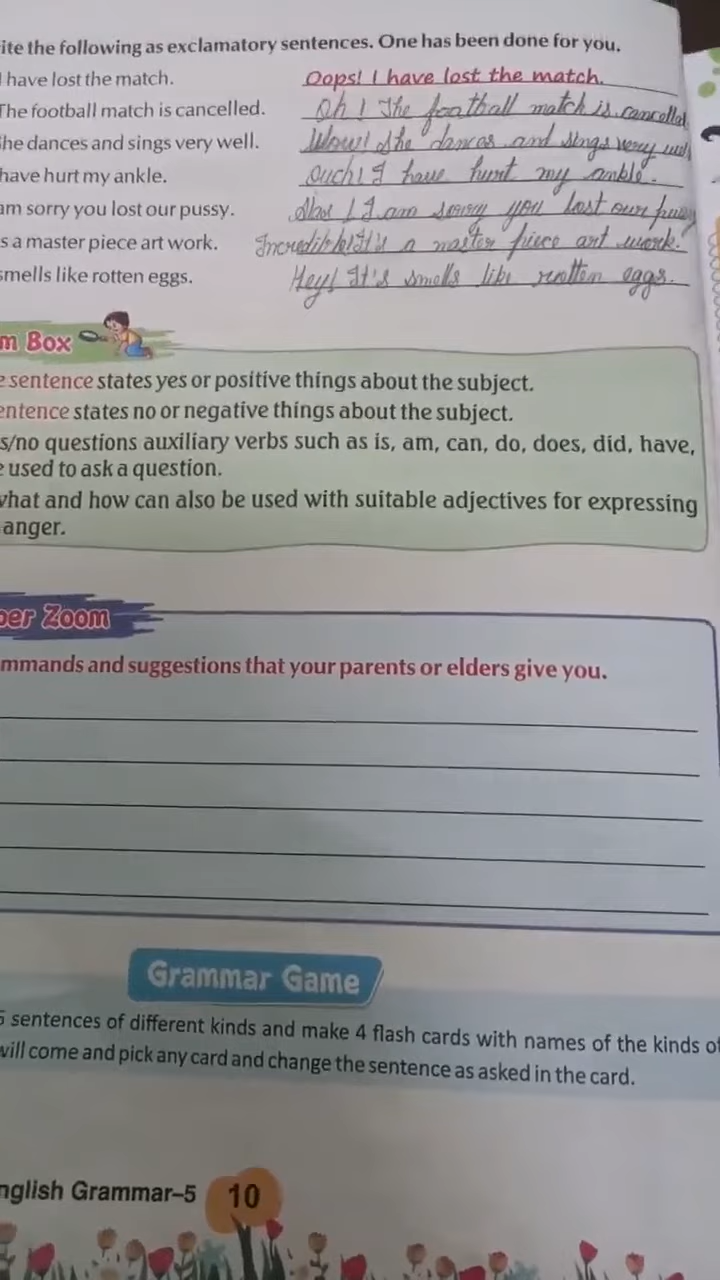 ite the following as exclamatory sentences. One has been done for you.
I have lost the match. Oops! I have lost the match.
The football match is cancelled. Oh! The football match is cancelled
he dances and sings very well. Wow! She dances and sings very well
have hurt my ankle. Ouch! I have hurt my ankle.
am sorry you lost our pussy. Alas! I am sorry you lost our pussy
s a master piece art work. Incredible! It's a master piece art work.
smells like rotten eggs. Hey! It's smells like rotten eggs.
m Box
e sentence states yes or positive things about the subject.
entence states no or negative things about the subject.
s/no questions auxiliary verbs such as is, am, can, do, does, did, have,
e used to ask a question.
what and how can also be used with suitable adjectives for expressing
anger.
per Zoom
mmands and suggestions that your parents or elders give you.
Grammar Game
5 sentences of different kinds and make 4 flash cards with names of the kinds of
will come and pick any card and change the sentence as asked in the card.
nglish Grammar–5 10